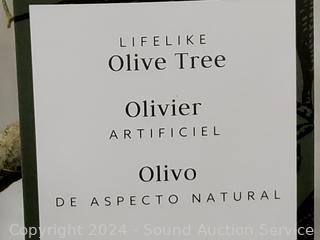 LIFELIKE
Olive Tree
Olivier
ARTIFICIEL
Olivo
DE ASPECTO NATURAL
Copyright 2024 - Sound Auction Service